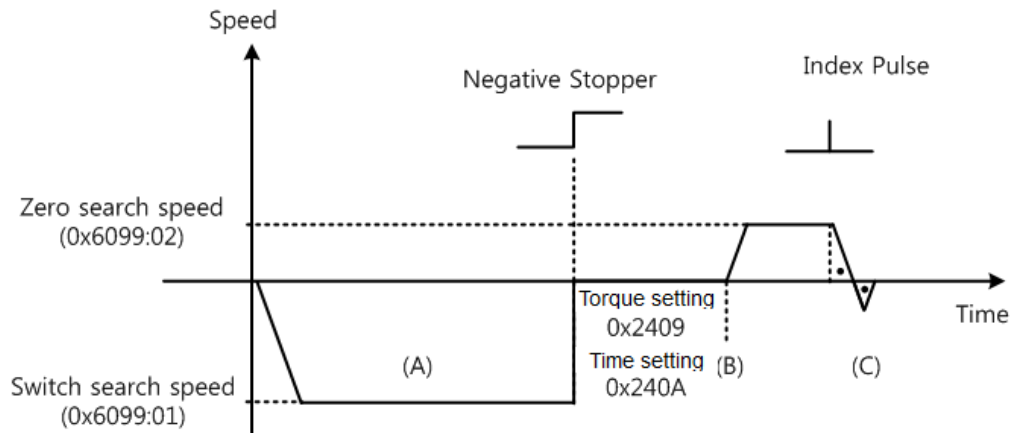 Speed
Negative Stopper
Index Pulse
Zero search speed
(0x6099:02)
Torque setting
0x2409
Time
Time setting
0x240A
(A)
(B)
(C)
Switch search speed
(0x6099:01)